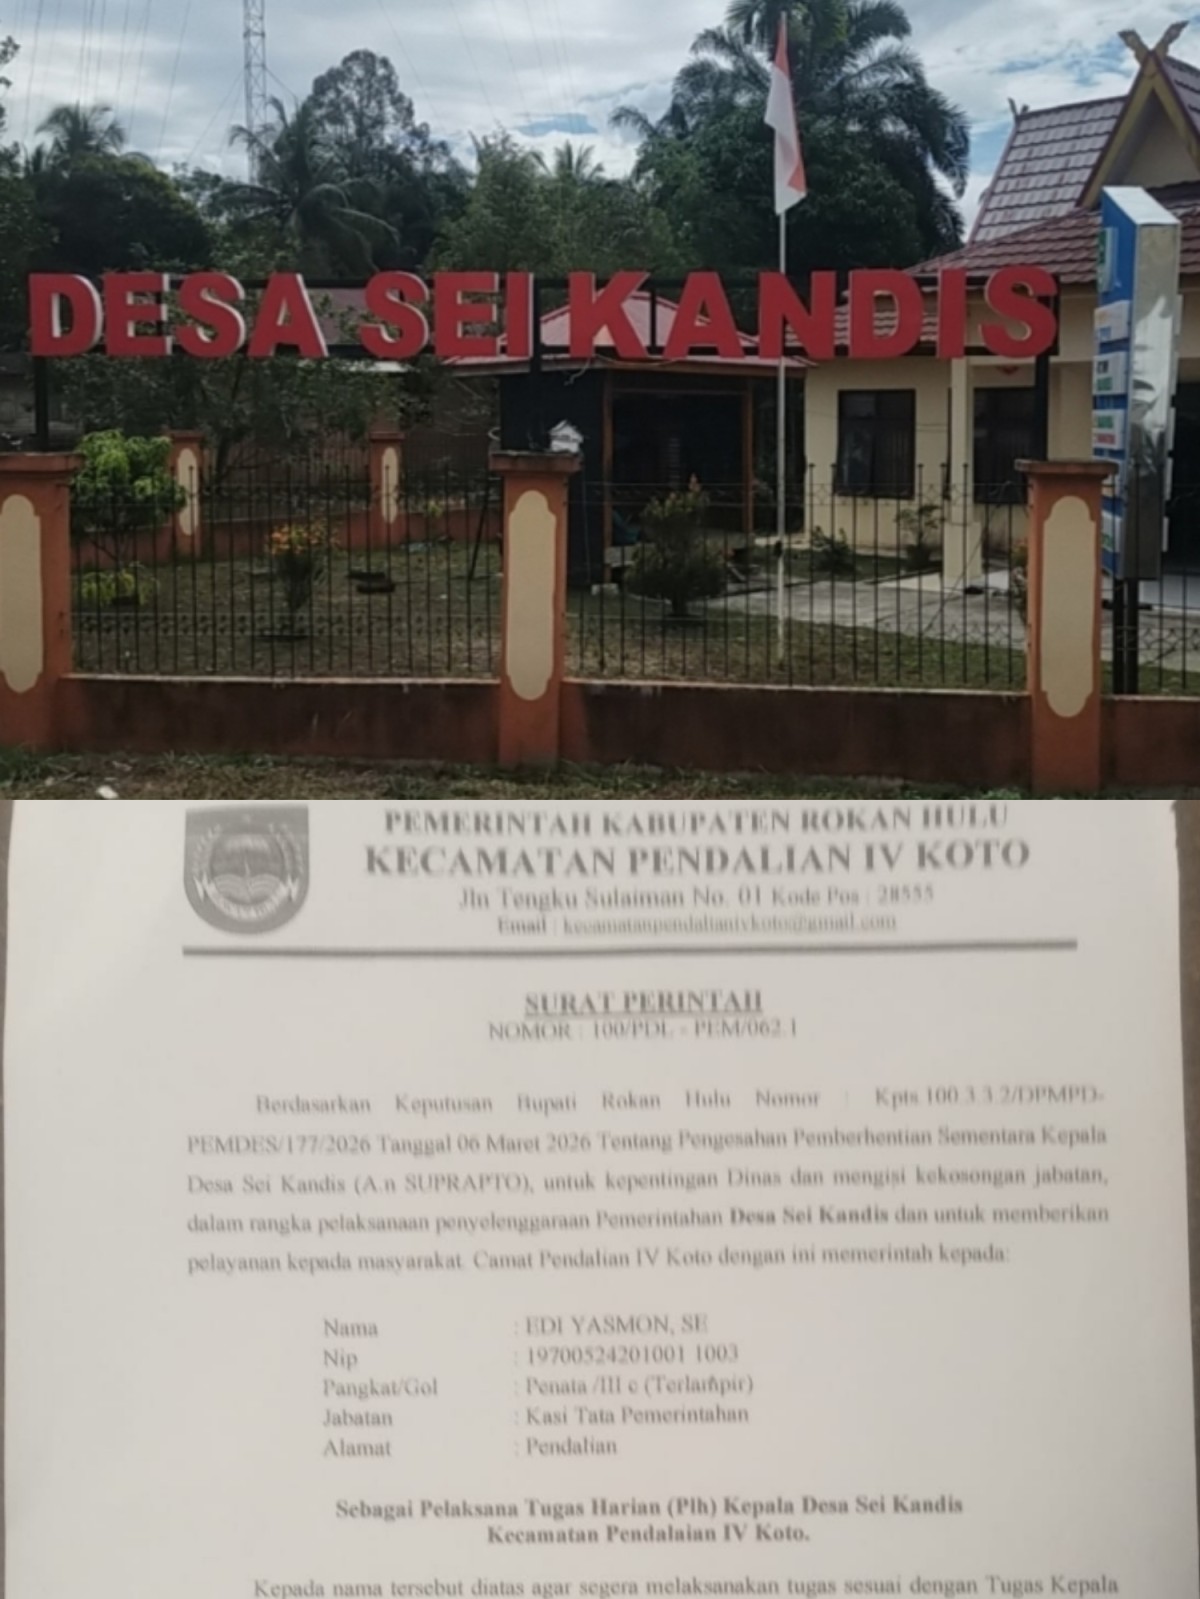 DESA SEI KANDIS
PEMERINTAH KABUPATEN ROKAN HULU
KECAMATAN PENDALIAN IV KOTO
Jln Tengku Sulaiman No. 01 Kode Pos : 28555
Email : kecamatanpendalianivkoto@gmail.com
SURAT PERINTAH
NOMOR : 100/PDL - PEM/062.1
Berdasarkan Keputusan Bupati Rokan Hulu Nomor : Kpts.100.3.3.2/DPMPD-
PEMDES/177/2026 Tanggal 06 Maret 2026 Tentang Pengesahan Pemberhentian Sementara Kepala
Desa Sei Kandis (A.n SUPRAPTO), untuk kepentingan Dinas dan mengisi kekosongan jabatan,
dalam rangka pelaksanaan penyelenggaraan Pemerintahan Desa Sei Kandis dan untuk memberikan
pelayanan kepada masyarakat. Camat Pendalian IV Koto dengan ini memerintah kepada:
Nama : EDI YASMON, SE
Nip : 19700524201001 1003
Pangkat/Gol : Penata /III c (Terlampir)
Jabatan : Kasi Tata Pemerintahan
Alamat : Pendalian
Sebagai Pelaksana Tugas Harian (Plh) Kepala Desa Sei Kandis
Kecamatan Pendalaian IV Koto.
Kepada nama tersebut diatas agar segera melaksanakan tugas sesuai dengan Tugas Kepala